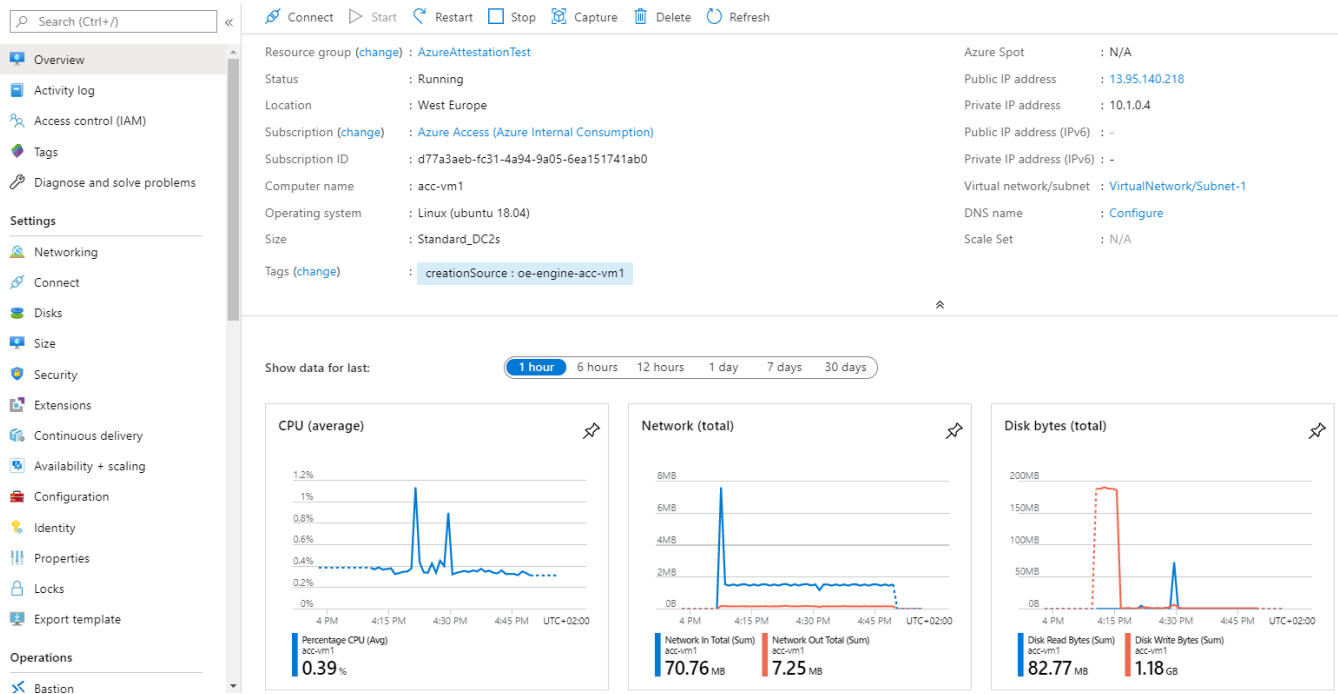 Search (Ctrl+/)
«
Connect Start Restart Stop Capture Delete Refresh
Overview
Activity log
Access control (IAM)
Tags
Diagnose and solve problems
Settings
Networking
Connect
Disks
Size
Security
Extensions
Continuous delivery
Availability + scaling
Configuration
Identity
Properties
Locks
Export template
Operations
Bastion
Resource group (change) : AzureAttestationTest
Status : Running
Location : West Europe
Subscription (change) : Azure Access (Azure Internal Consumption)
Subscription ID : d77a3aeb-fc31-4a94-9a05-6ea151741ab0
Computer name : acc-vm1
Operating system : Linux (ubuntu 18.04)
Size : Standard_DC2s
Tags (change) : creationSource : oe-engine-acc-vm1
Azure Spot : N/A
Public IP address : 13.95.140.218
Private IP address : 10.1.0.4
Public IP address (IPv6) : -
Private IP address (IPv6) : -
Virtual network/subnet : VirtualNetwork/Subnet-1
DNS name : Configure
Scale Set : N/A
Show data for last: 1 hour 6 hours 12 hours 1 day 7 days 30 days
CPU (average)
1.2%
1%
0.8%
0.6%
0.4%
0.2%
0%
4 PM 4:15 PM 4:30 PM 4:45 PM UTC+02:00
Percentage CPU (Avg)
acc-vm1
0.39 %
Network (total)
8MB
6MB
4MB
2MB
0B
4 PM 4:15 PM 4:30 PM 4:45 PM UTC+02:00
Network In Total (Sum) Network Out Total (Sum)
acc-vm1 acc-vm1
70.76 MB 7.25 MB
Disk bytes (total)
200MB
150MB
100MB
50MB
0B
4 PM 4:15 PM 4:30 PM 4:45 PM UTC+02:00
Disk Read Bytes (Sum) Disk Write Bytes (Sum)
acc-vm1 acc-vm1
82.77 MB 1.18 GB